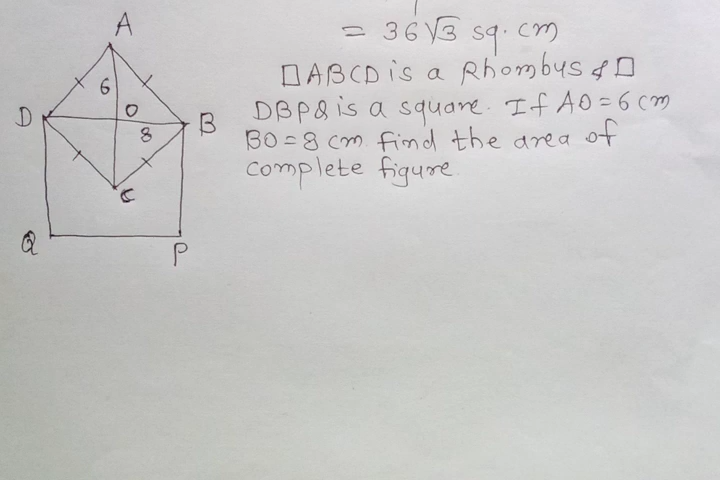 A
= 36√3 sq. cm
□ABCD is a Rhombus & □
6
D
O
B
DBPQ is a square. If AO = 6 cm
8
BO = 8 cm find the area of
complete figure.
C
Q
P